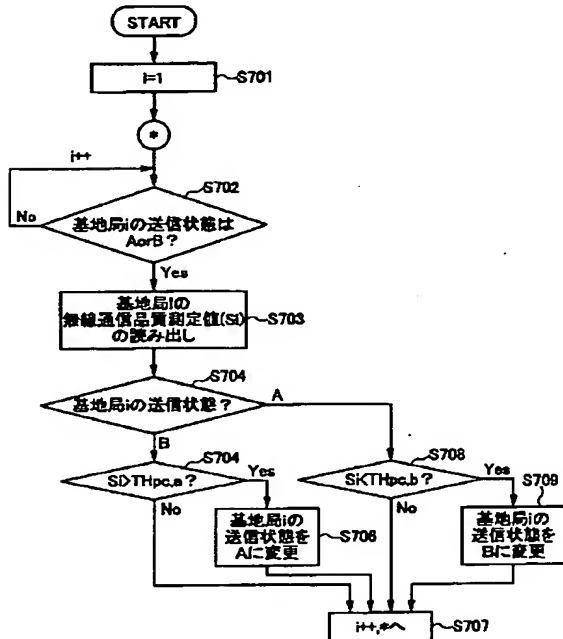 START
i=1
S701
*
i++
S702
No
基地局iの送信状態は
AorB？
Yes
基地局iの
無線通信品質測定値(Si)
の読み出し
S703
S704
基地局iの送信状態？
A
B
S704
Si>THpc,a？
Yes
No
基地局iの
送信状態を
Aに変更
S706
S708
Si<THpc,b？
Yes
No
S709
基地局iの
送信状態を
Bに変更
i++,*へ
S707